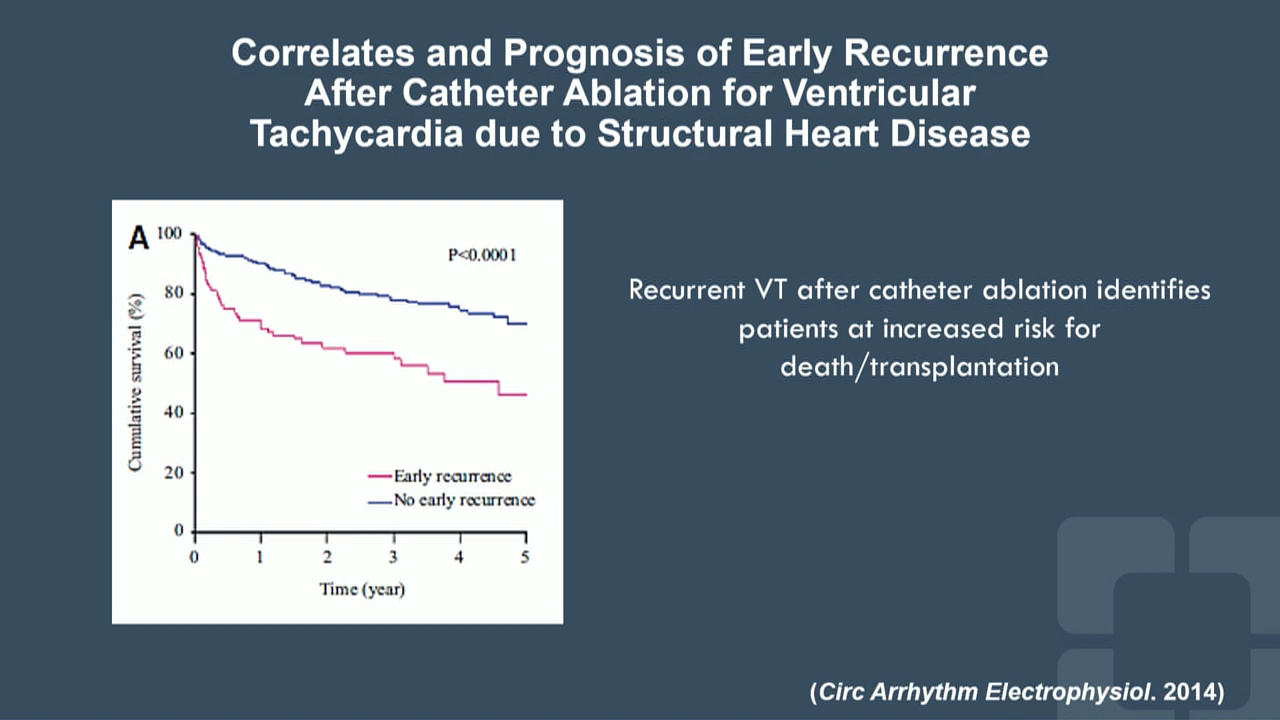 Correlates and Prognosis of Early Recurrence
After Catheter Ablation for Ventricular
Tachycardia due to Structural Heart Disease
A
100
80
60
40
20
0
Cumulative survival (%)
P<0.0001
Early recurrence
No early recurrence
0 1 2 3 4 5
Time (year)
Recurrent VT after catheter ablation identifies
patients at increased risk for
death/transplantation
(Circ Arrhythm Electrophysiol. 2014)